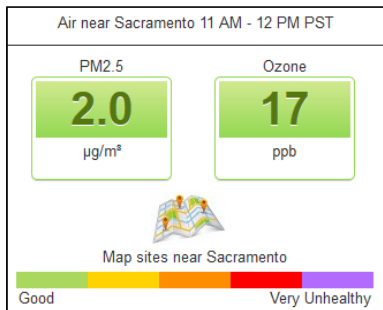 Air near Sacramento 11 AM - 12 PM PST
PM2.5 Ozone
2.0 17
µg/m³ ppb
Map sites near Sacramento
Good Very Unhealthy